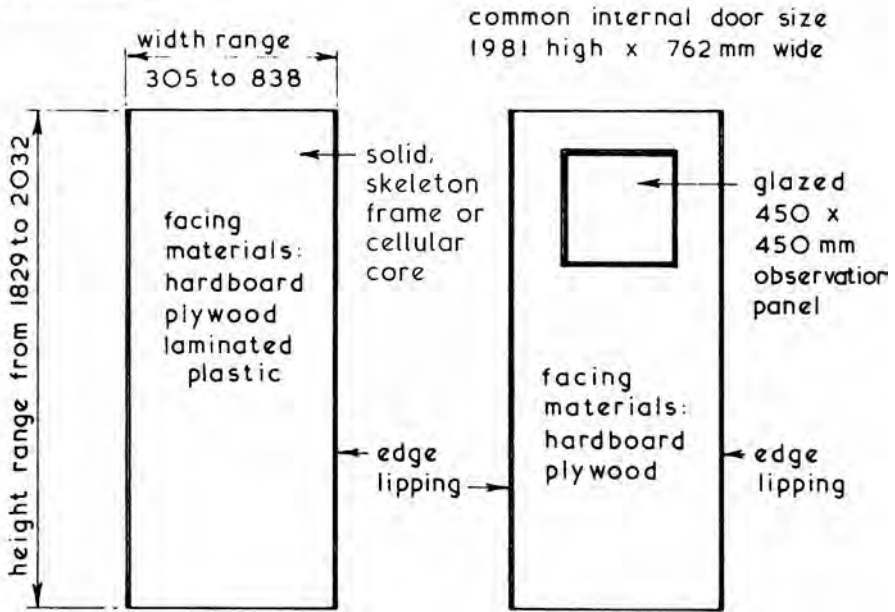 common internal door size
1981 high x 762 mm wide
width range
305 to 838
height range from 1829 to 2032
solid,
skeleton
frame or
cellular
core
facing
materials:
hardboard
plywood
laminated
plastic
edge
lipping
glazed
450 x
450 mm
observation
panel
facing
materials:
hardboard
plywood
edge
lipping